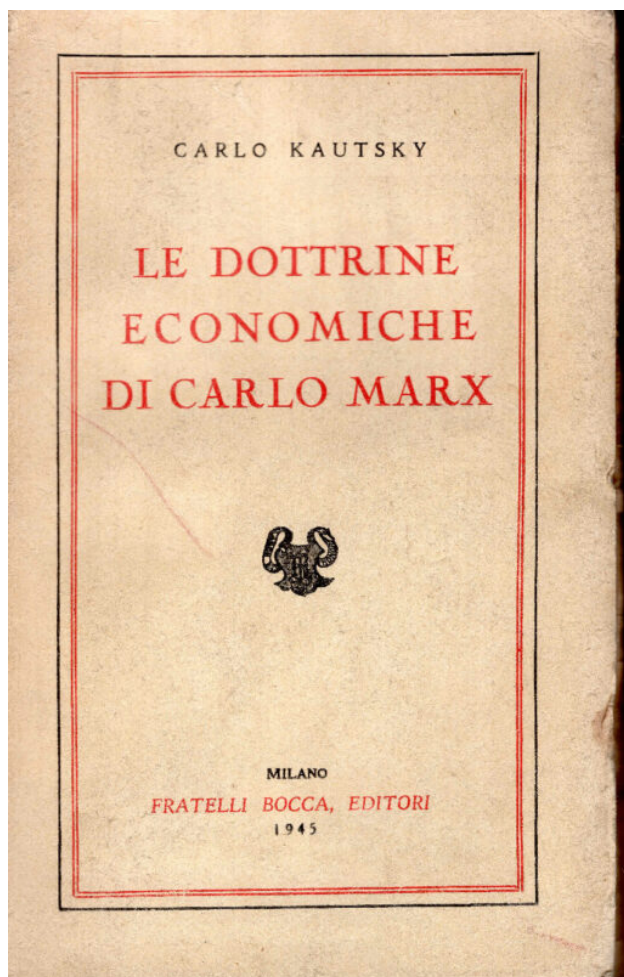 CARLO KAUTSKY
LE DOTTRINE
ECONOMICHE
DI CARLO MARX
MILANO
FRATELLI BOCCA, EDITORI
1945